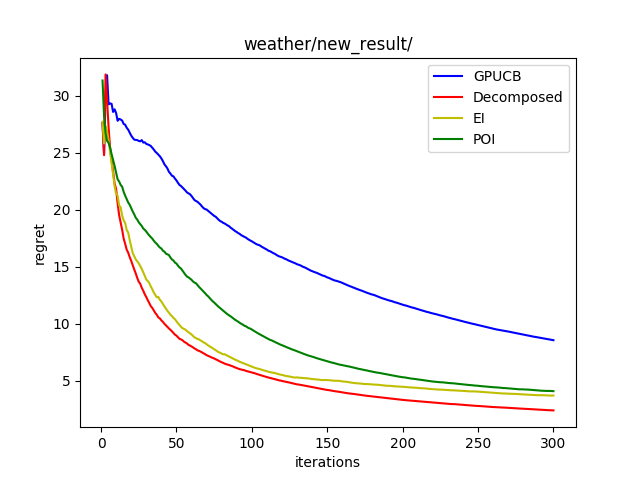 weather/new_result/
GPUCB
Decomposed
EI
POI
regret
30
25
20
15
10
5
0 50 100 150 200 250 300
iterations